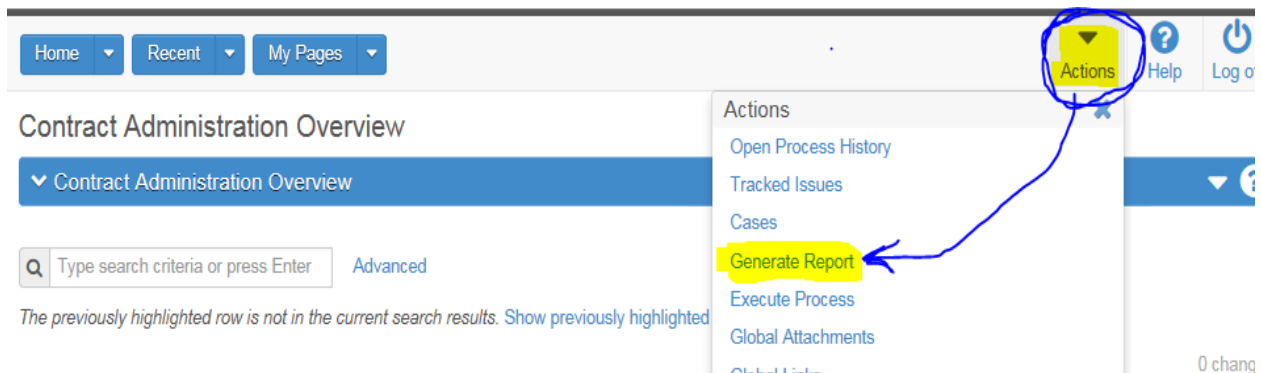 Home Recent My Pages
Actions Help Log o
Contract Administration Overview
Contract Administration Overview
Type search criteria or press Enter Advanced
The previously highlighted row is not in the current search results. Show previously highlighted
0 chang
Actions
Open Process History
Tracked Issues
Cases
Generate Report
Execute Process
Global Attachments
Global Links